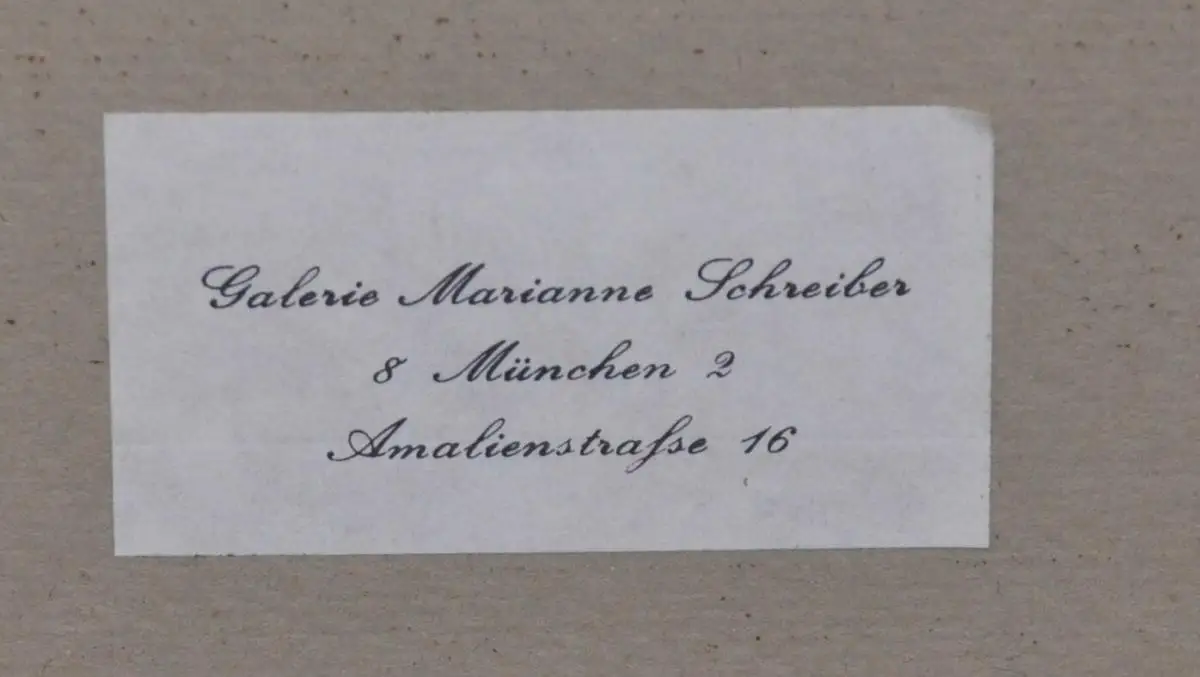 Galerie Marianne Schreiber
8 München 2
Amalienstraſse 16